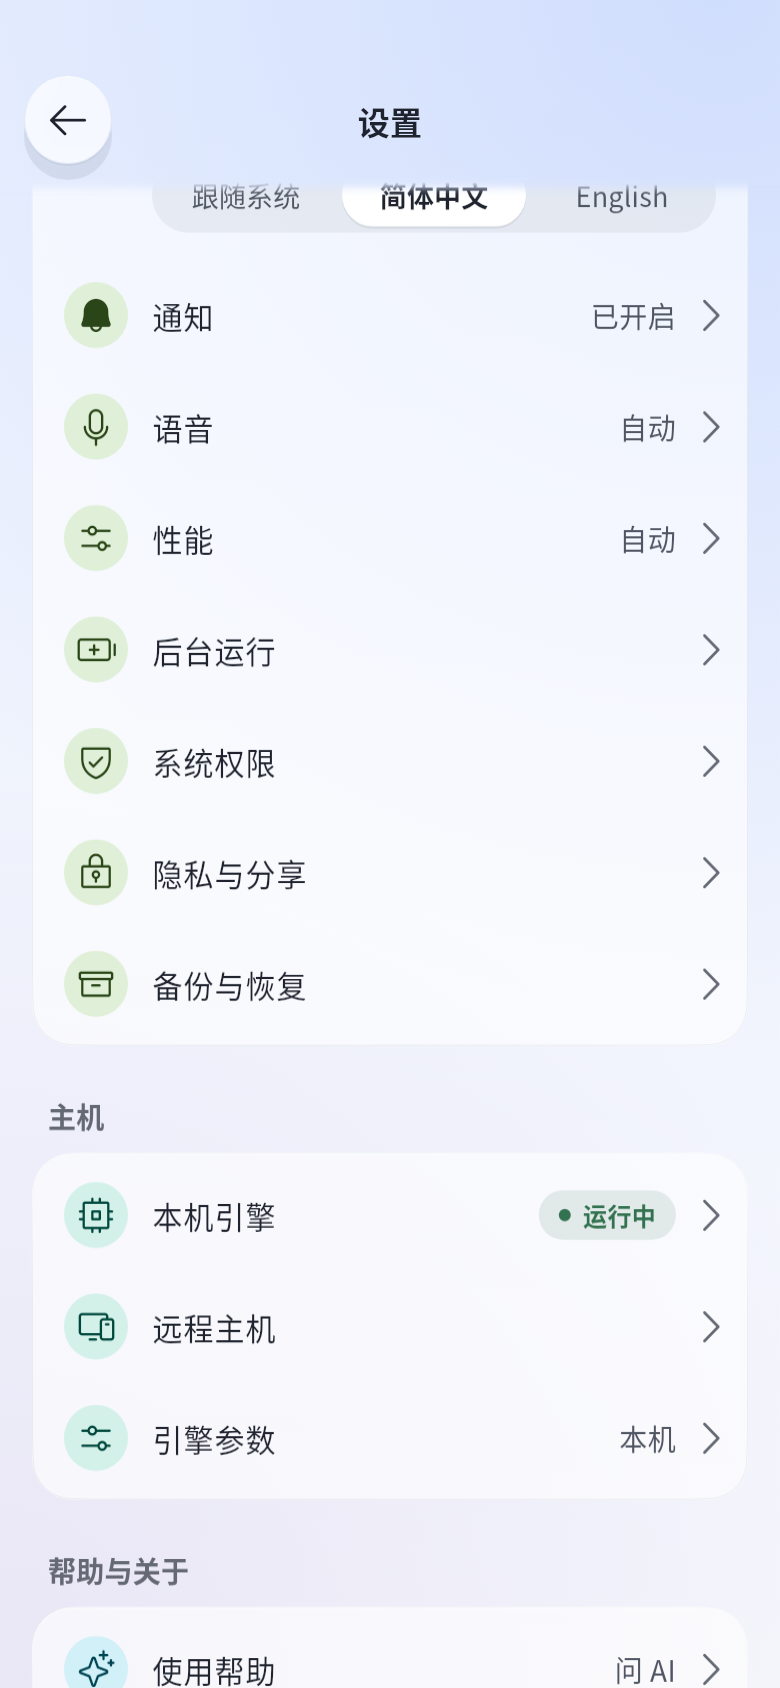 设置
跟随系统 简体中文 English
通知 已开启
语音 自动
性能 自动
后台运行
系统权限
隐私与分享
备份与恢复
主机
本机引擎 运行中
远程主机
引擎参数 本机
帮助与关于
使用帮助 问 AI